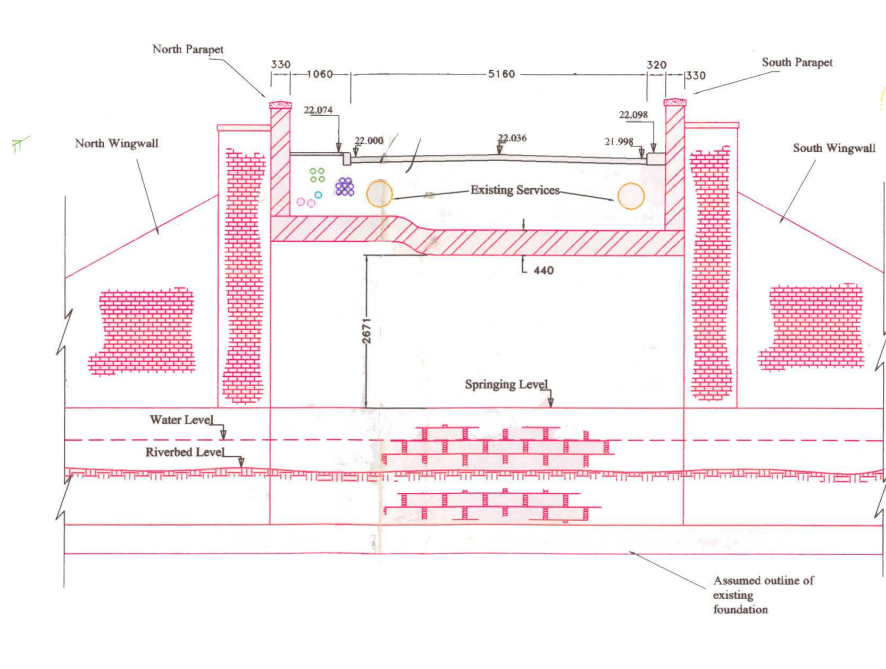 North Parapet
330
1060
5160
320
330
South Parapet
22.074
22.098
22.000
22.036
21.998
North Wingwall
South Wingwall
Existing Services
440
2671
Springing Level
Water Level
Riverbed Level
Assumed outline of
existing
foundation